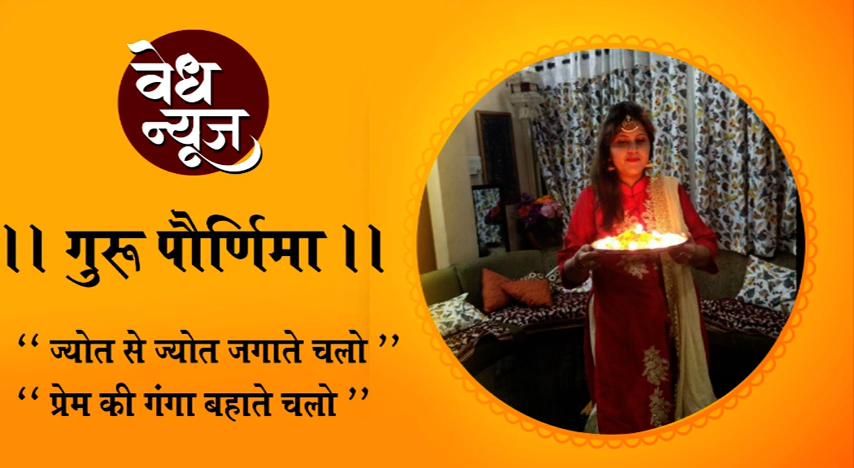 वेध
न्यूज
।। गुरू पौर्णिमा ।।
“ ज्योत से ज्योत जगाते चलो ”
“ प्रेम की गंगा बहाते चलो ”